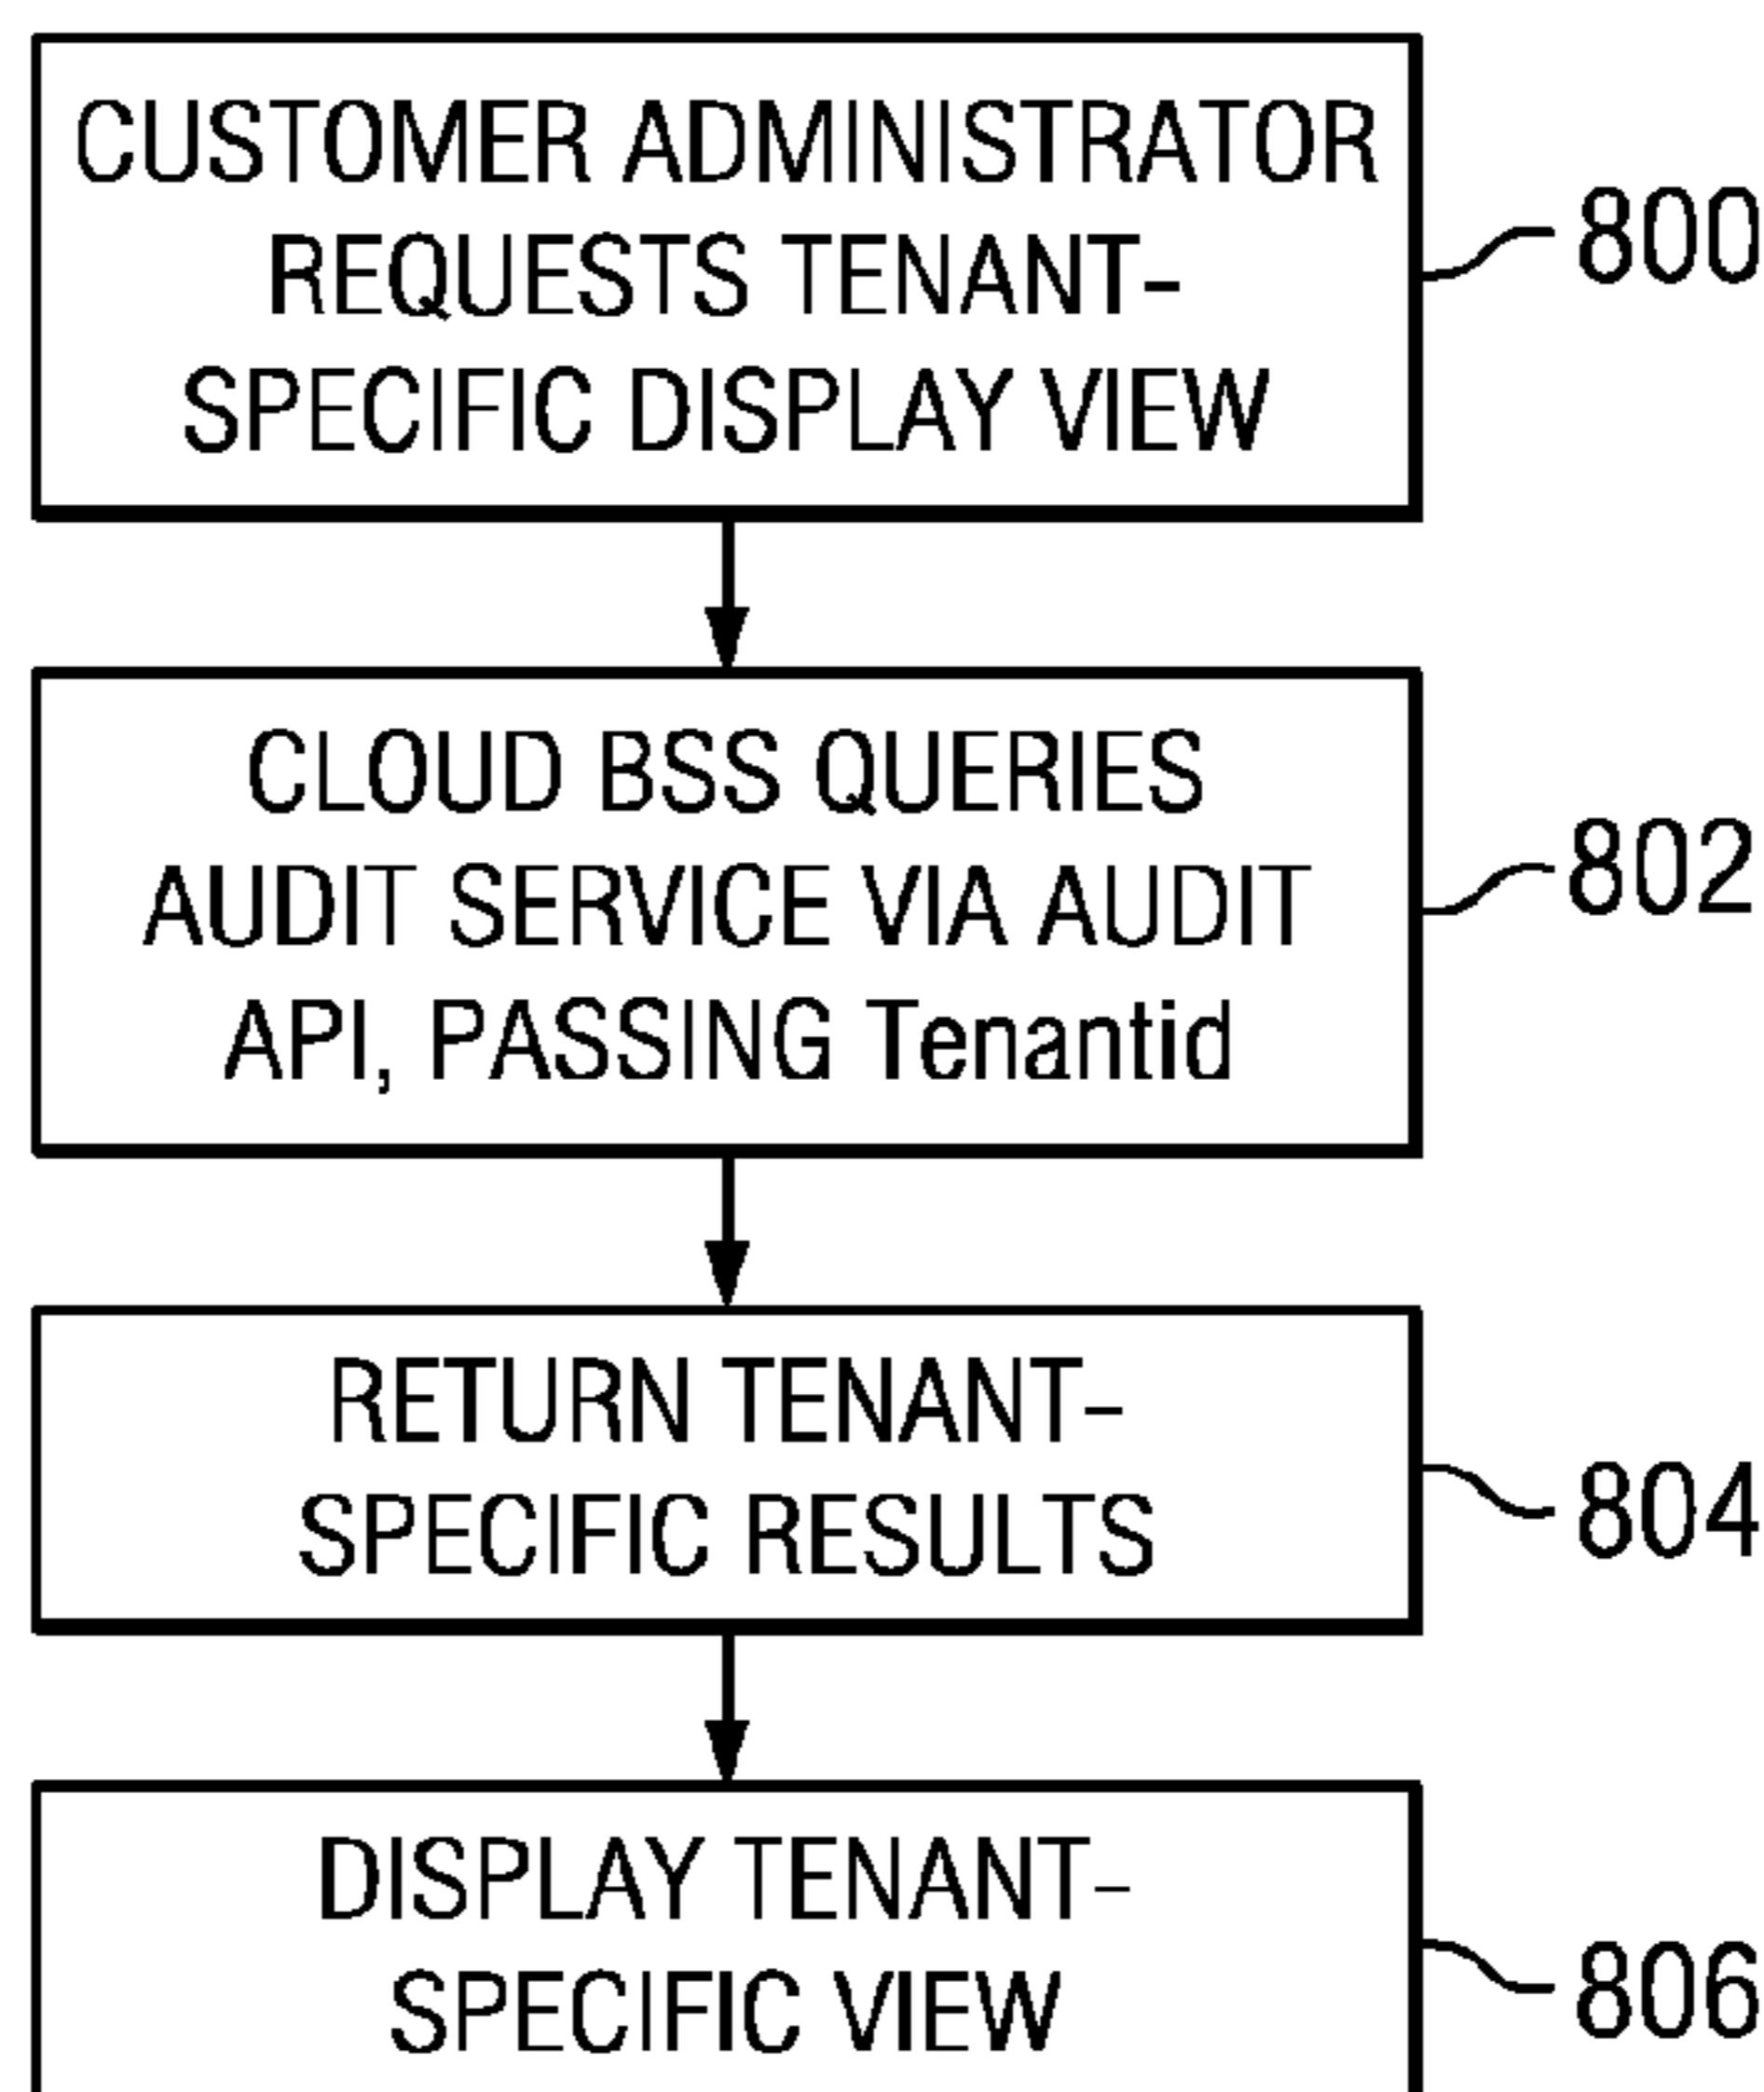 CUSTOMER ADMINISTRATOR
REQUESTS TENANT-
SPECIFIC DISPLAY VIEW
800
CLOUD BSS QUERIES
AUDIT SERVICE VIA AUDIT
API, PASSING Tenantid
802
RETURN TENANT-
SPECIFIC RESULTS
804
DISPLAY TENANT-
SPECIFIC VIEW
806